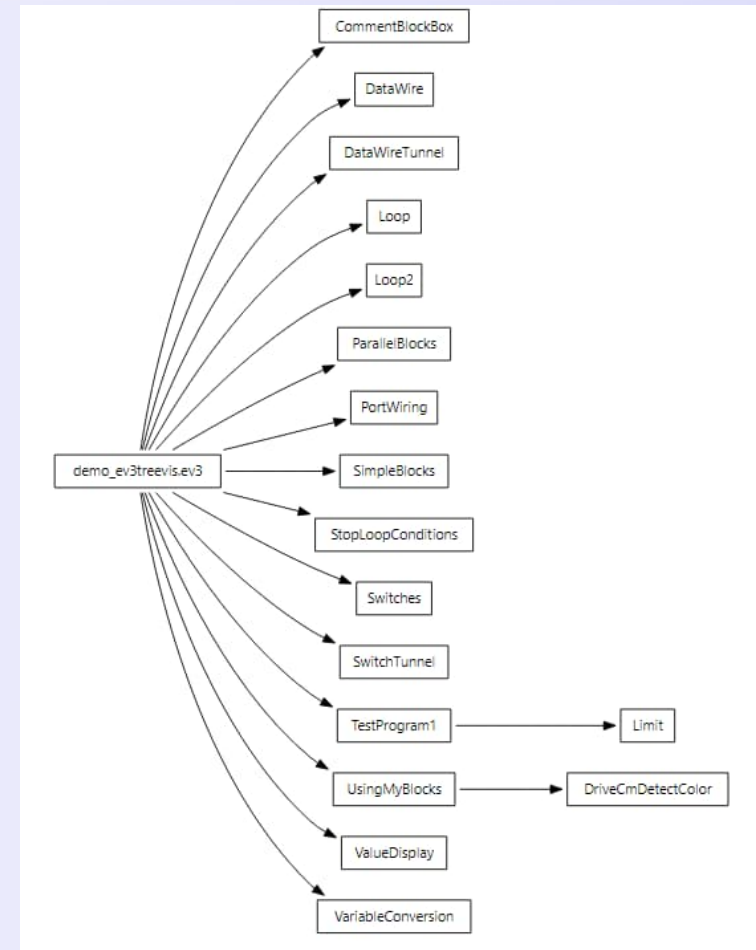 CommentBlockBox
DataWire
DataWireTunnel
Loop
Loop2
ParallelBlocks
PortWiring
demo_ev3treevis.ev3
SimpleBlocks
StopLoopConditions
Switches
SwitchTunnel
TestProgram1
Limit
UsingMyBlocks
DriveCmDetectColor
ValueDisplay
VariableConversion